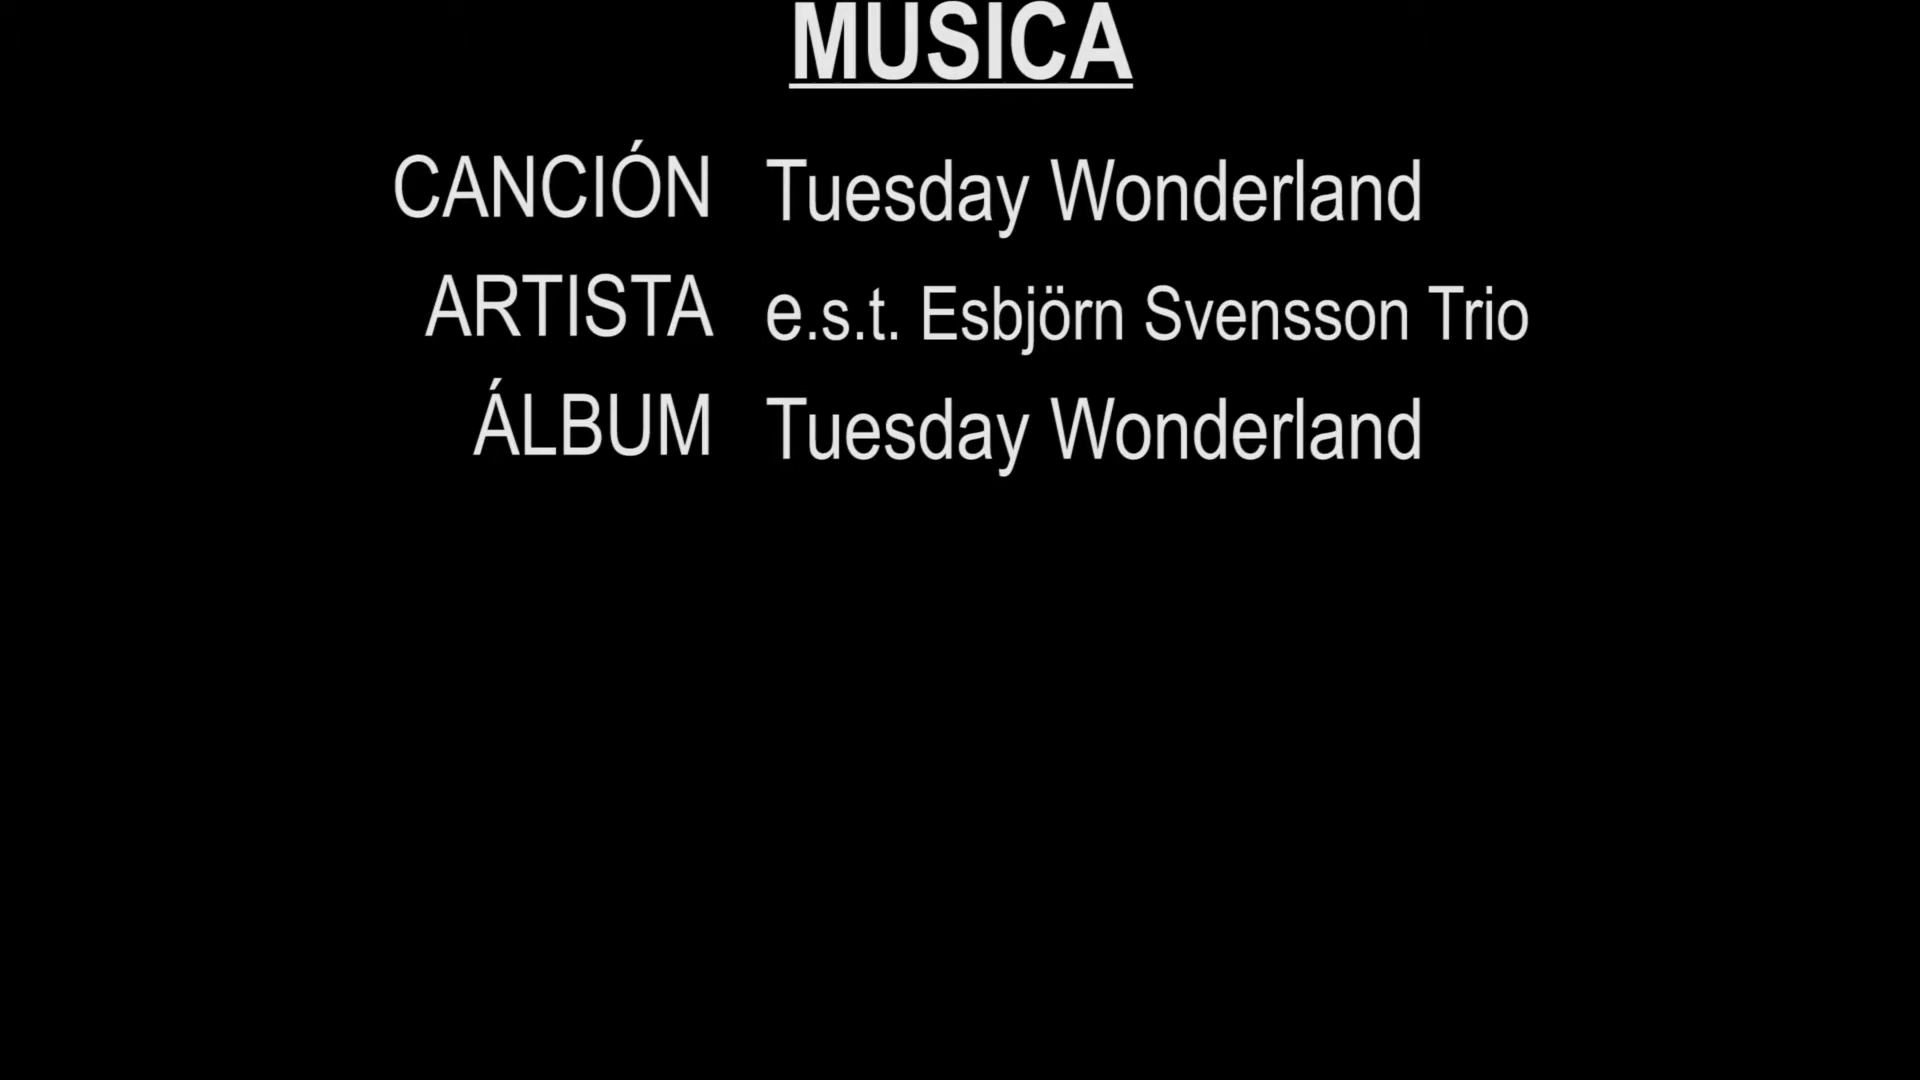 MUSICA
CANCIÓN Tuesday Wonderland
ARTISTA e.s.t. Esbjörn Svensson Trio
ÁLBUM Tuesday Wonderland